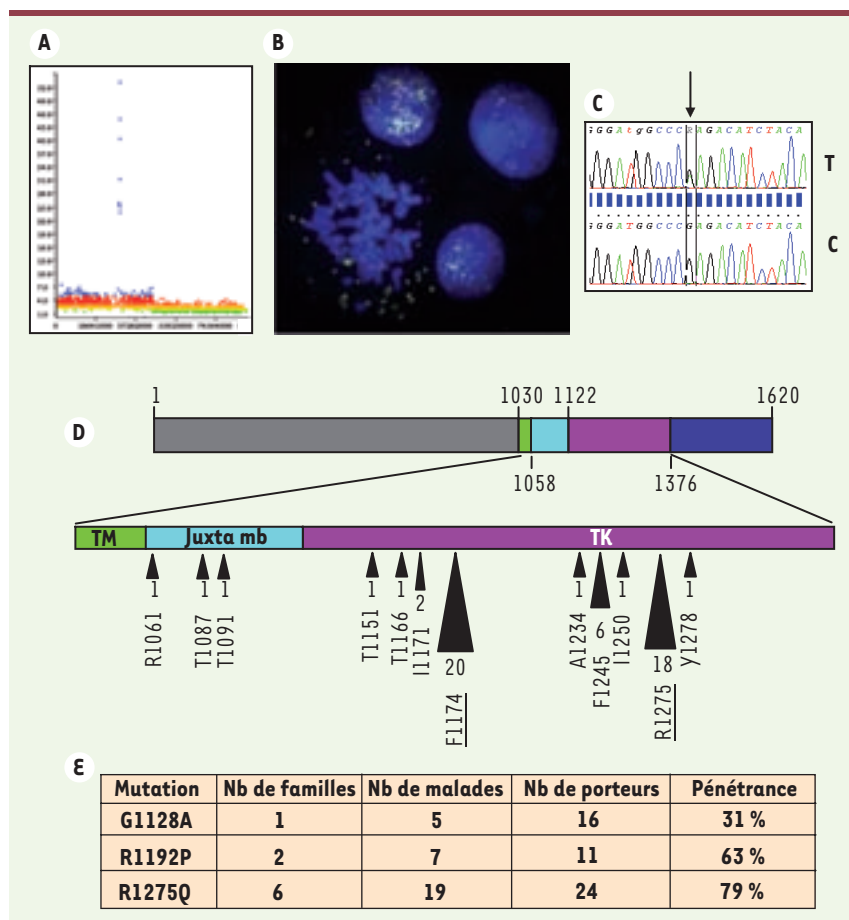 A
B
C
GGGAtgGCCCRAGACATCTACA
T
GGGATGGCCCGAGACATCTACA
C
D
1
1030
1122
1620
1058
1376
TM
Juxta mb
TK
1
1
1
1
1
2
20
1
6
1
18
1
R1061
T1087
T1091
T1151
T1166
I1171
F1174
A1234
F1245
I1250
R1275
Y1278
E
Mutation Nb de familles Nb de malades Nb de porteurs Pénétrance
G1128A 1 5 16 31 %
R1192P 2 7 11 63 %
R1275Q 6 19 24 79 %